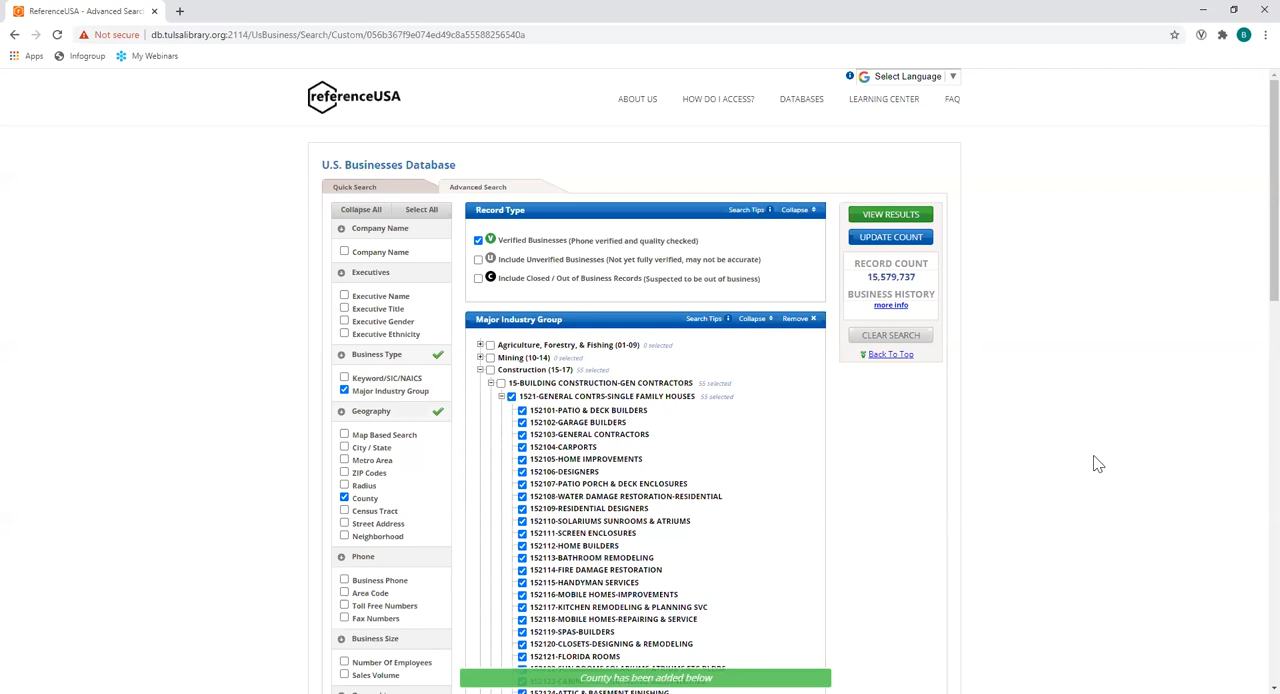 ReferenceUSA - Advanced Searc
Not secure
db.tulsalibrary.org:2114/UsBusiness/Search/Custom/056b367f9e074ed49c8a55588256540a
B
Apps
Infogroup
My Webinars
referenceUSA
Select Language
ABOUT US
HOW DO I ACCESS?
DATABASES
LEARNING CENTER
FAQ
U.S. Businesses Database
Quick Search
Advanced Search
Collapse All
Select All
Company Name
Company Name
Executives
Executive Name
Executive Title
Executive Gender
Executive Ethnicity
Business Type
Keyword/SIC/NAICS
Major Industry Group
Geography
Map Based Search
City / State
Metro Area
ZIP Codes
Radius
County
Census Tract
Street Address
Neighborhood
Phone
Business Phone
Area Code
Toll Free Numbers
Fax Numbers
Business Size
Number Of Employees
Sales Volume
Record Type
Search Tips
Collapse
V Verified Businesses (Phone verified and quality checked)
U Include Unverified Businesses (Not yet fully verified, may not be accurate)
C Include Closed / Out of Business Records (Suspected to be out of business)
Major Industry Group
Search Tips
Collapse
Remove
Agriculture, Forestry, & Fishing (01-09) 0 selected
Mining (10-14) 0 selected
Construction (15-17) 55 selected
15-BUILDING CONSTRUCTION-GEN CONTRACTORS 55 selected
1521-GENERAL CONTRS-SINGLE FAMILY HOUSES 55 selected
152101-PATIO & DECK BUILDERS
152102-GARAGE BUILDERS
152103-GENERAL CONTRACTORS
152104-CARPORTS
152105-HOME IMPROVEMENTS
152106-DESIGNERS
152107-PATIO PORCH & DECK ENCLOSURES
152108-WATER DAMAGE RESTORATION-RESIDENTIAL
152109-RESIDENTIAL DESIGNERS
152110-SOLARIUMS SUNROOMS & ATRIUMS
152111-SCREEN ENCLOSURES
152112-HOME BUILDERS
152113-BATHROOM REMODELING
152114-FIRE DAMAGE RESTORATION
152115-HANDYMAN SERVICES
152116-MOBILE HOMES-IMPROVEMENTS
152117-KITCHEN REMODELING & PLANNING SVC
152118-MOBILE HOMES-REPAIRING & SERVICE
152119-SPAS-BUILDERS
152120-CLOSETS-DESIGNING & REMODELING
152121-FLORIDA ROOMS
County has been added below
152124-ATTIC & BASEMENT FINISHING
VIEW RESULTS
UPDATE COUNT
RECORD COUNT
15,579,737
BUSINESS HISTORY
more info
CLEAR SEARCH
Back To Top